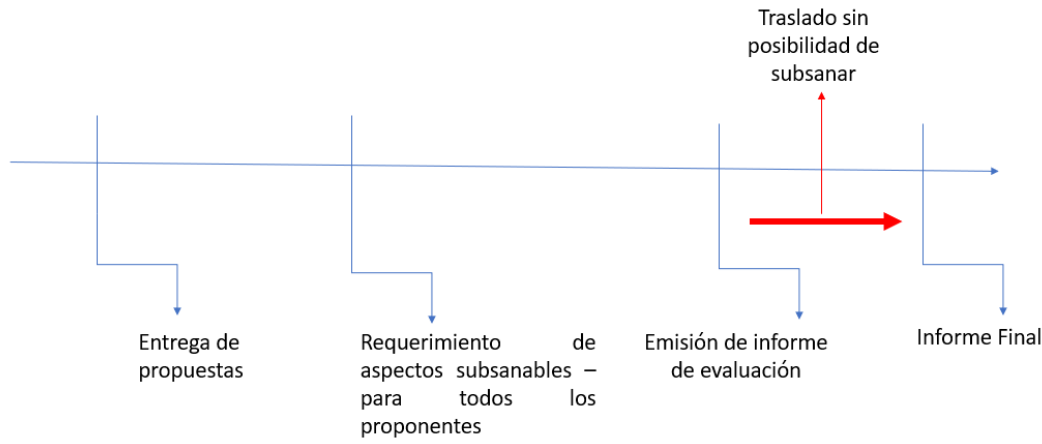 Traslado sin
posibilidad de
subsanar
Entrega de
propuestas
Requerimiento de
aspectos subsanables –
para todos los
proponentes
Emisión de informe
de evaluación
Informe Final